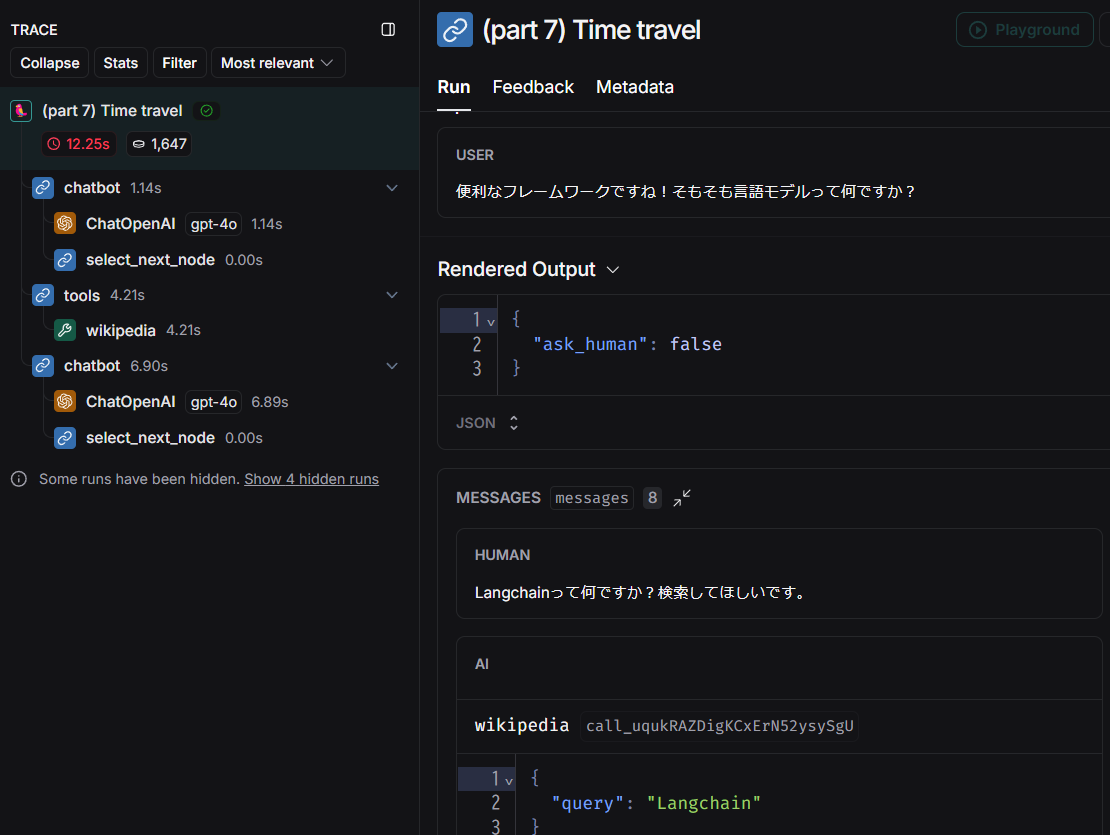 TRACE
Collapse Stats Filter Most relevant
(part 7) Time travel
12.25s 1,647
chatbot 1.14s
ChatOpenAI gpt-4o 1.14s
select_next_node 0.00s
tools 4.21s
wikipedia 4.21s
chatbot 6.90s
ChatOpenAI gpt-4o 6.89s
select_next_node 0.00s
Some runs have been hidden. Show 4 hidden runs
(part 7) Time travel
Playground
Run Feedback Metadata
USER
便利なフレームワークですね！そもそも言語モデルって何ですか？
Rendered Output
1 {
2 "ask_human": false
3 }
JSON
MESSAGES messages 8
HUMAN
Langchainって何ですか？検索してほしいです。
AI
wikipedia call_uqukRAZDigKCxErN52ysySgU
1 {
2 "query": "Langchain"
3 }